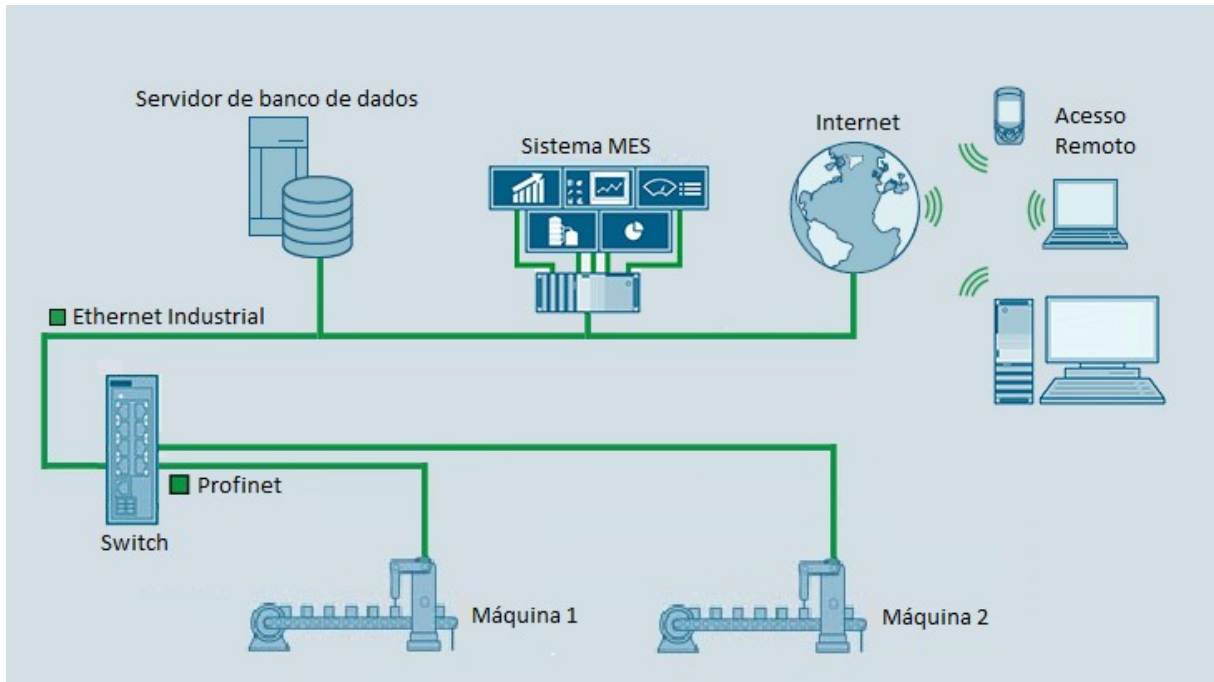 Servidor de banco de dados
Sistema MES
Internet
Acesso
Remoto
Ethernet Industrial
Profinet
Switch
Máquina 1
Máquina 2